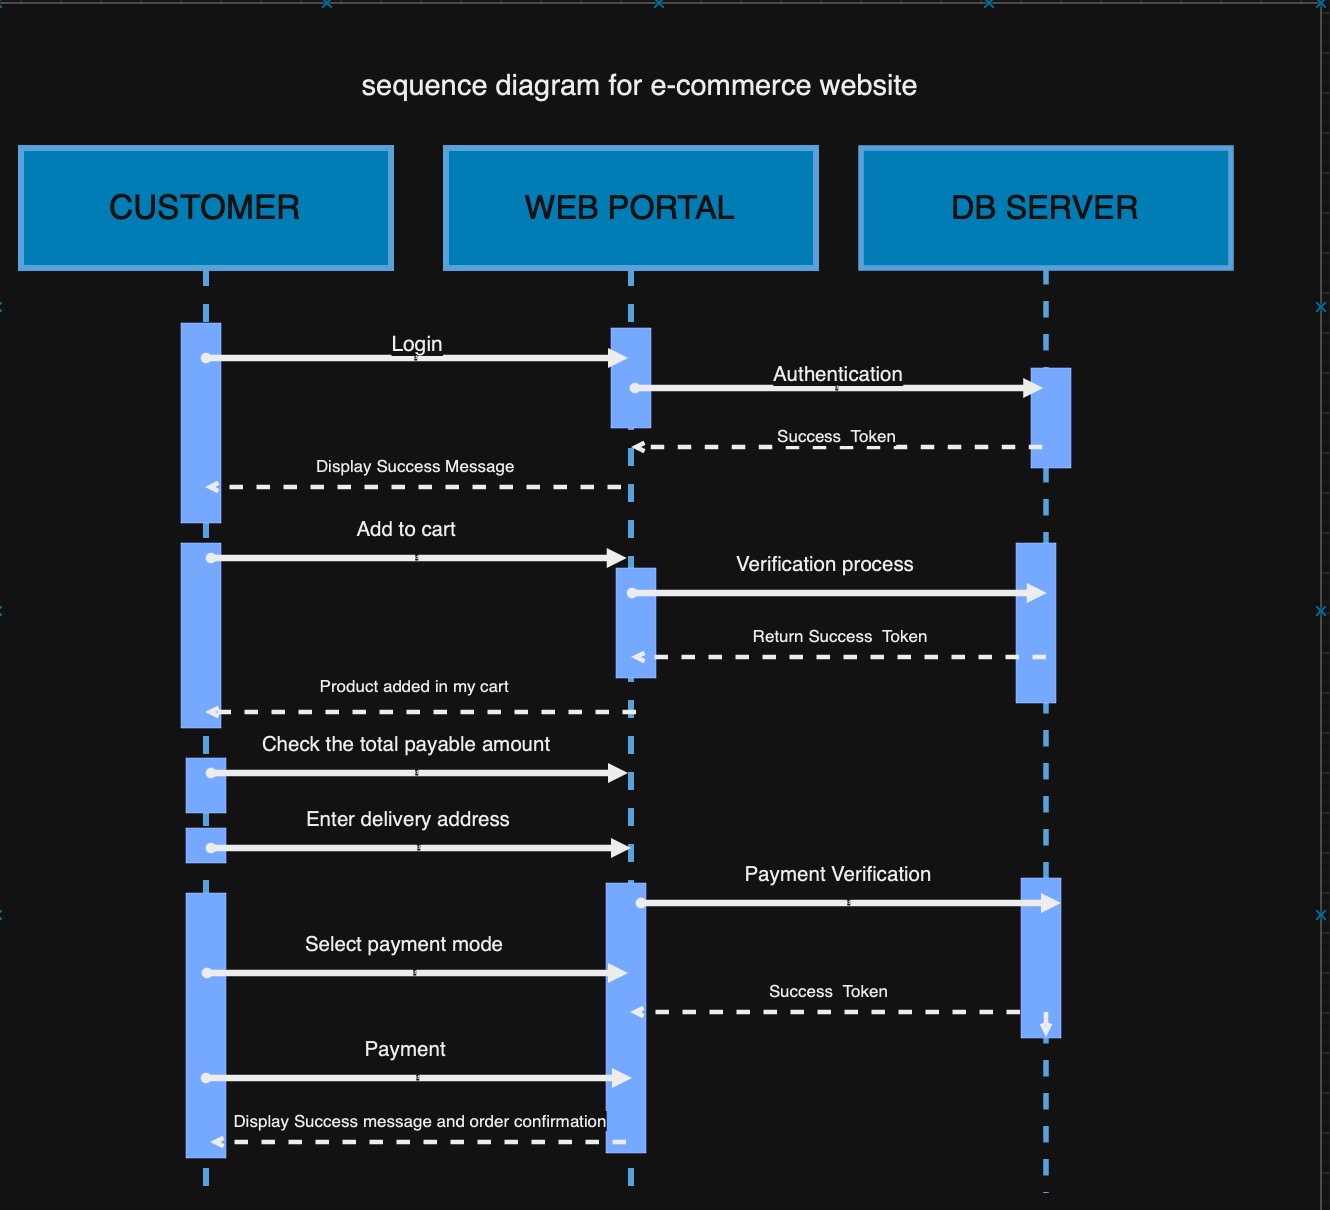 sequence diagram for e-commerce website
CUSTOMER
WEB PORTAL
DB SERVER
Login
Authentication
Success Token
Display Success Message
Add to cart
Verification process
Return Success Token
Product added in my cart
Check the total payable amount
Enter delivery address
Payment Verification
Select payment mode
Success Token
Payment
Display Success message and order confirmation